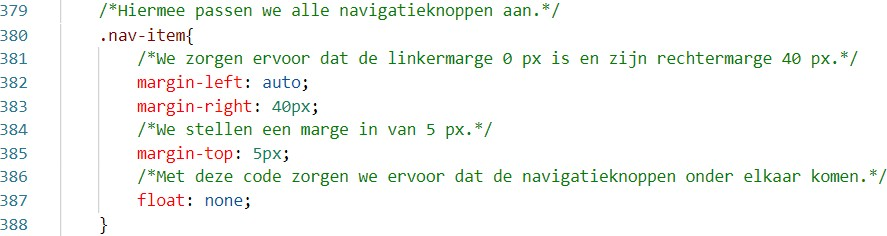 379 /*Hiermee passen we alle navigatieknoppen aan.*/
380 .nav-item{
381 /*We zorgen ervoor dat de linkermarge 0 px is en zijn rechtermarge 40 px.*/
382 margin-left: auto;
383 margin-right: 40px;
384 /*We stellen een marge in van 5 px.*/
385 margin-top: 5px;
386 /*Met deze code zorgen we ervoor dat de navigatieknoppen onder elkaar komen.*/
387 float: none;
388 }